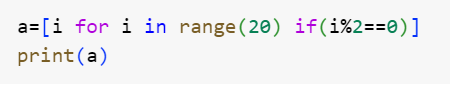 a=[i for i in range(20) if(i%2==0)]
print(a)